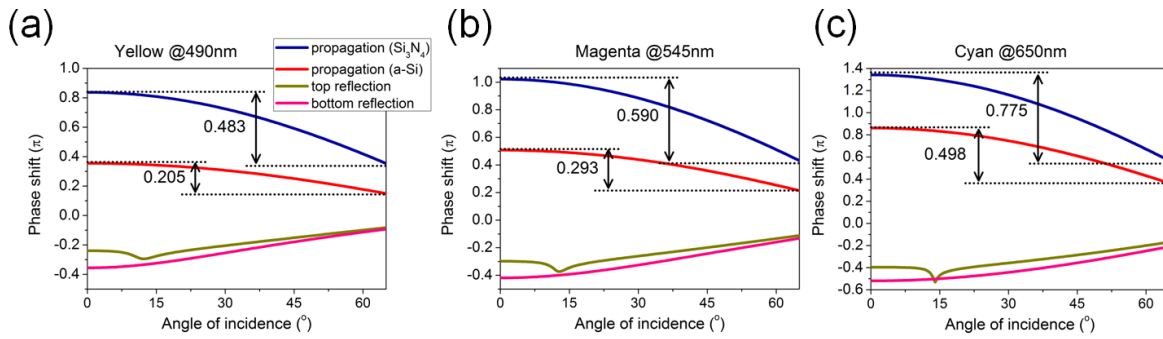 (a)
Yellow @490nm
propagation (Si₃N₄)
propagation (a-Si)
top reflection
bottom reflection
1.0
0.8
0.6
0.4
0.2
0.0
-0.2
-0.4
Phase shift (π)
0.483
0.205
0 15 30 45 60
Angle of incidence (°)
(b)
Magenta @545nm
1.0
0.8
0.6
0.4
0.2
0.0
-0.2
-0.4
Phase shift (π)
0.590
0.293
0 15 30 45 60
Angle of incidence (°)
(c)
Cyan @650nm
1.4
1.2
1.0
0.8
0.6
0.4
0.2
0.0
-0.2
-0.4
-0.6
Phase shift (π)
0.775
0.498
0 15 30 45 60
Angle of incidence (°)